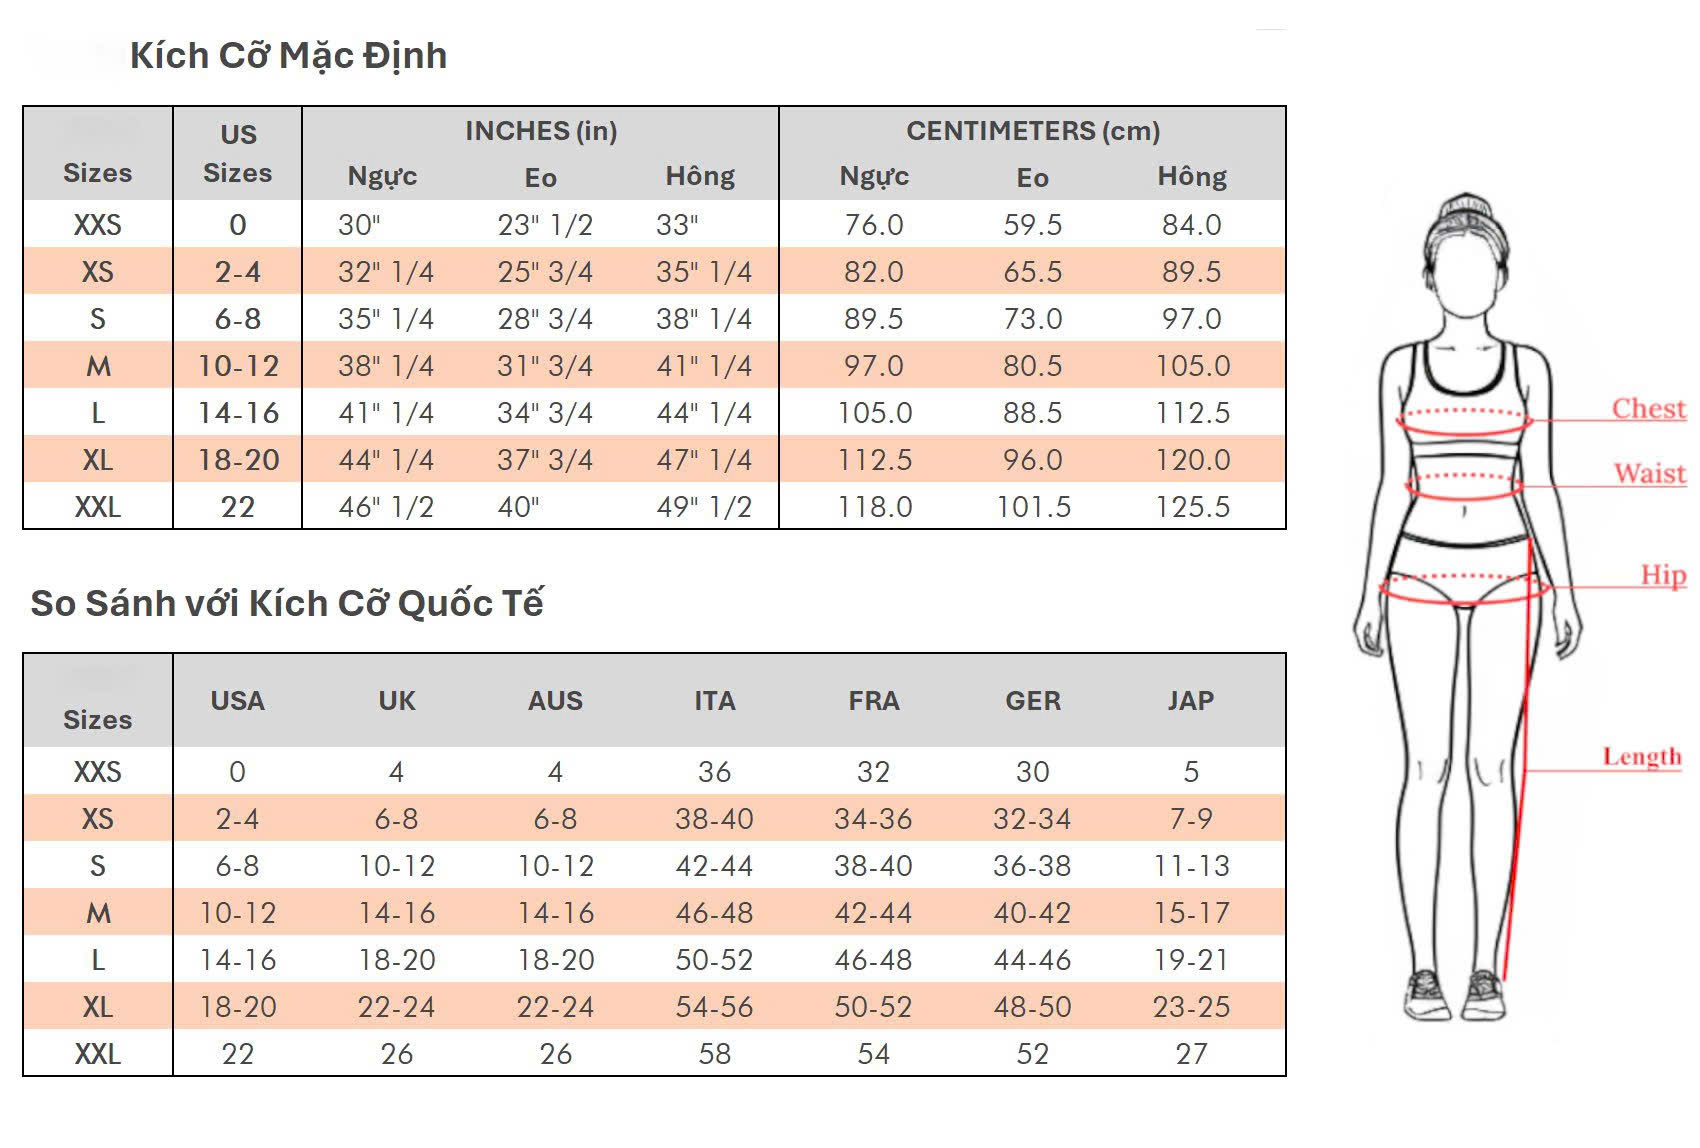 Kích Cỡ Mặc Định
US INCHES (in) CENTIMETERS (cm)
Sizes Sizes Ngực Eo Hông Ngực Eo Hông
XXS 0 30" 23" 1/2 33" 76.0 59.5 84.0
XS 2-4 32" 1/4 25" 3/4 35" 1/4 82.0 65.5 89.5
S 6-8 35" 1/4 28" 3/4 38" 1/4 89.5 73.0 97.0
M 10-12 38" 1/4 31" 3/4 41" 1/4 97.0 80.5 105.0
L 14-16 41" 1/4 34" 3/4 44" 1/4 105.0 88.5 112.5
XL 18-20 44" 1/4 37" 3/4 47" 1/4 112.5 96.0 120.0
XXL 22 46" 1/2 40" 49" 1/2 118.0 101.5 125.5
So Sánh với Kích Cỡ Quốc Tế
Sizes USA UK AUS ITA FRA GER JAP
XXS 0 4 4 36 32 30 5
XS 2-4 6-8 6-8 38-40 34-36 32-34 7-9
S 6-8 10-12 10-12 42-44 38-40 36-38 11-13
M 10-12 14-16 14-16 46-48 42-44 40-42 15-17
L 14-16 18-20 18-20 50-52 46-48 44-46 19-21
XL 18-20 22-24 22-24 54-56 50-52 48-50 23-25
XXL 22 26 26 58 54 52 27
Chest
Waist
Hip
Length